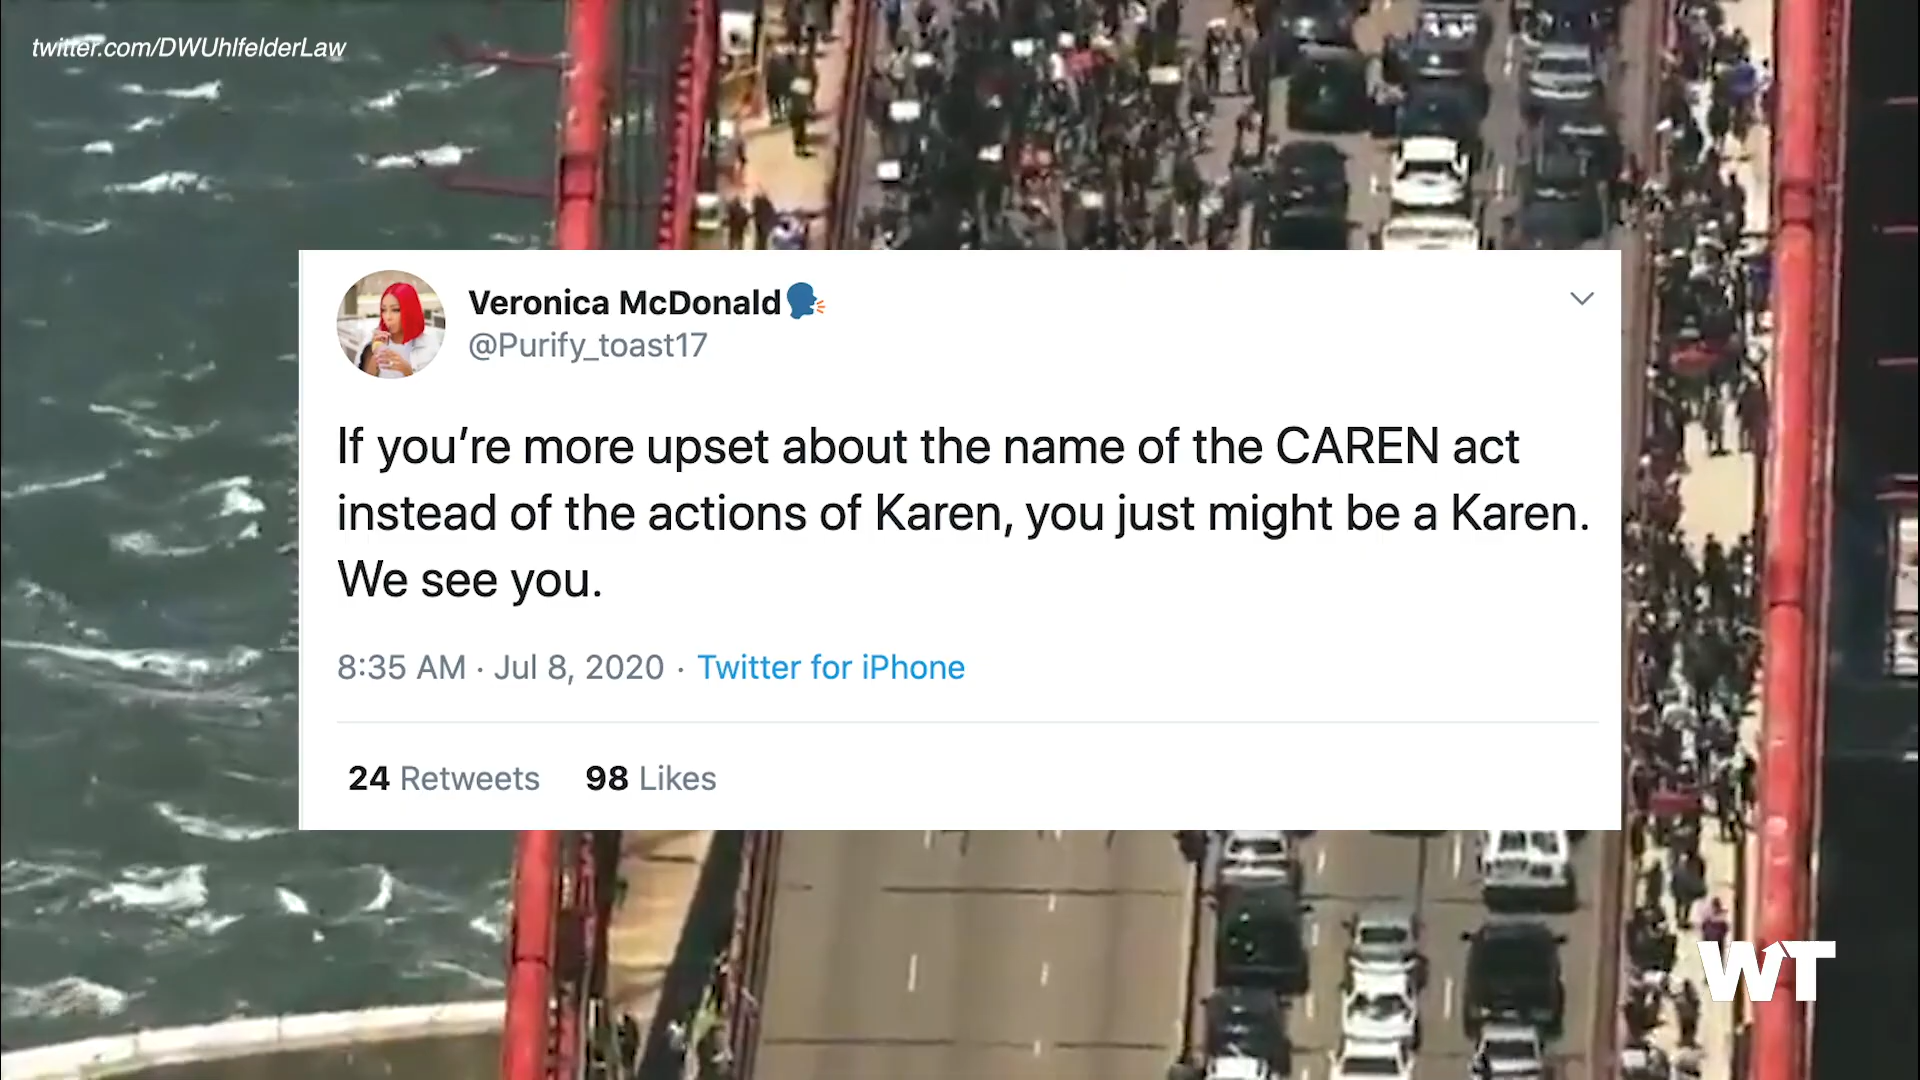 twitter.com/DWUhlfelderLaw
Veronica McDonald
@Purify_toast17
If you’re more upset about the name of the CAREN act
instead of the actions of Karen, you just might be a Karen.
We see you.
8:35 AM · Jul 8, 2020 · Twitter for iPhone
24 Retweets 98 Likes
WT